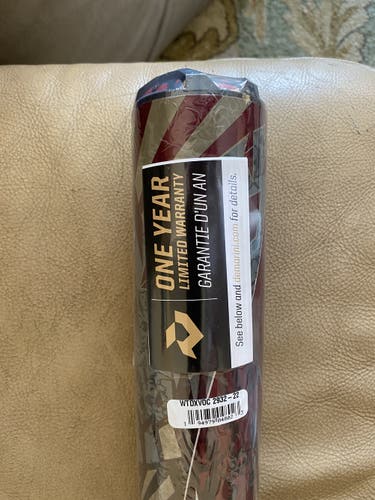 ONE YEAR
LIMITED WARRANTY
GARANTIE D'UN AN
See below and demarini.com for details.
WTDXVOC 2932-22